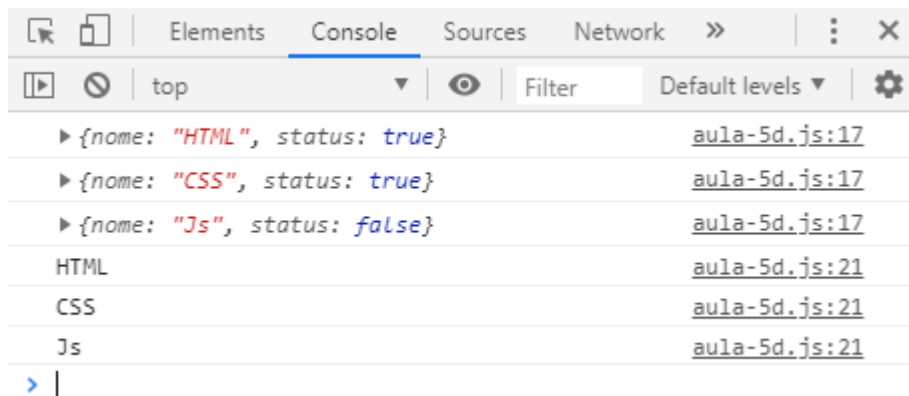 Elements Console Sources Network »
top Filter Default levels
{nome: "HTML", status: true} aula-5d.js:17
{nome: "CSS", status: true} aula-5d.js:17
{nome: "Js", status: false} aula-5d.js:17
HTML aula-5d.js:21
CSS aula-5d.js:21
Js aula-5d.js:21
>